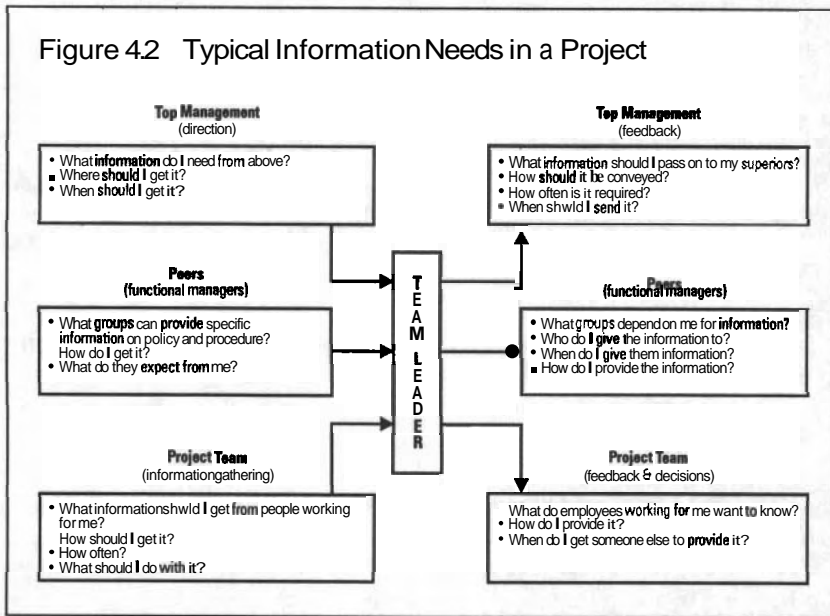 Figure 4.2 Typical Information Needs in a Project
Top Management
(direction)
• What information do I need from above?
■ Where should I get it?
• When should I get it?
Top Management
(feedback)
• What information should I pass on to my superiors?
• How should it be conveyed?
• How often is it required?
• When shwld I send it?
Peers
(functional managers)
• What groups can provide specific
information on policy and procedure?
How do I get it?
• What do they expect from me?
TEAM LEADER
Peers
(functional managers)
• What groups depend on me for information?
• Who do I give the information to?
• When do I give them information?
■ How do I provide the information?
Project Team
(informationgathering)
• What informationshwld I get from people working
for me?
How should I get it?
• How often?
• What should I do with it?
Project Team
(feedback & decisions)
What do employees working for me want to know?
• How do I provide it?
• When do I get someone else to provide it?